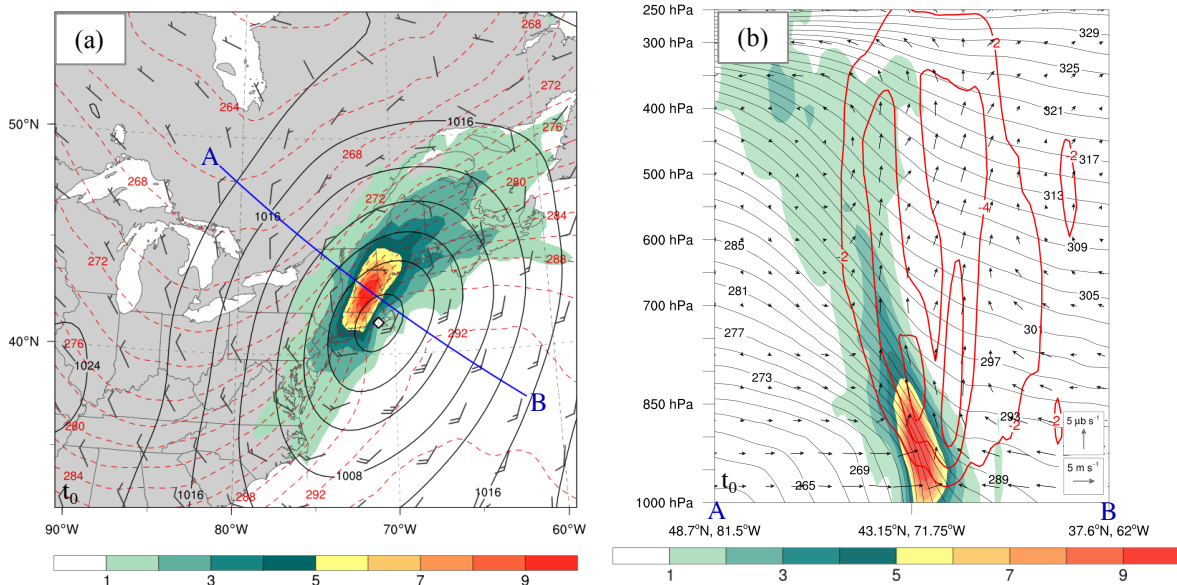 (a)
268
272
264
276
50°N
1016
A
268
268
280
272
284
1016
288
272
292
40°N
276
1024
B
280
1008
284
1016
288
292
1016
t0
90°W
80°W
70°W
60°W
1
3
5
7
9
(b)
250 hPa
300 hPa
400 hPa
500 hPa
600 hPa
700 hPa
850 hPa
1000 hPa
-2
329
325
321
-2
317
313
-4
285
2
309
281
305
301
277
297
273
293
-2
2
5 μb s-1
269
5 m s-1
265
289
t0
A
B
48.7°N, 81.5°W
43.15°N, 71.75°W
37.6°N, 62°W
1
3
5
7
9